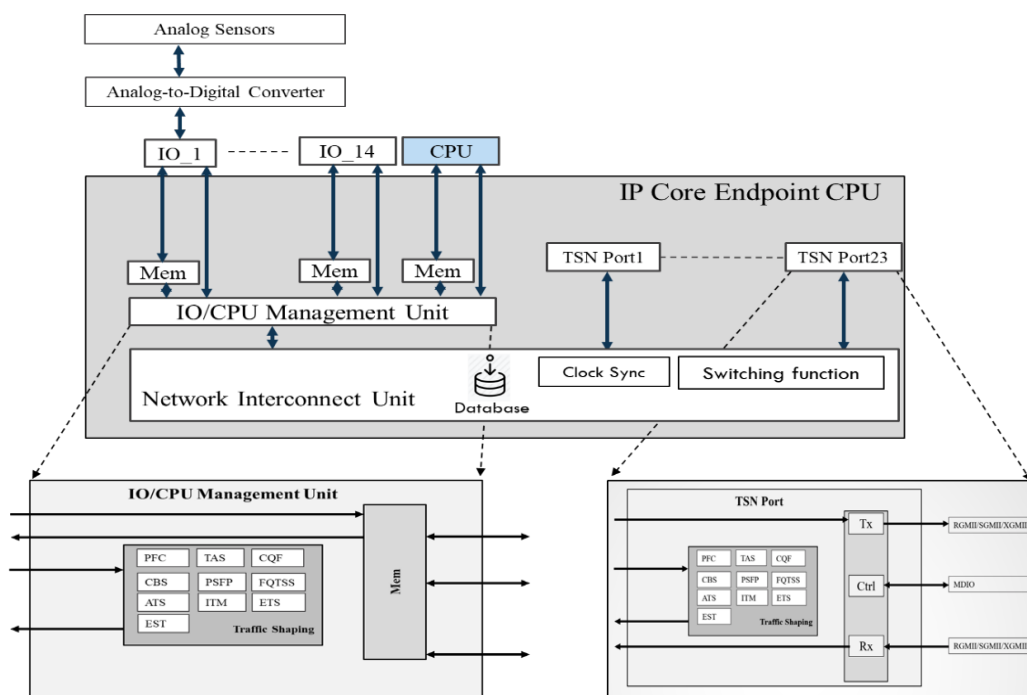 Analog Sensors
Analog-to-Digital Converter
IO_1
IO_14
CPU
IP Core Endpoint CPU
TSN Port1
TSN Port23
Mem
Mem
Mem
IO/CPU Management Unit
Clock Sync
Switching function
Network Interconnect Unit
Database
IO/CPU Management Unit
PFC
TAS
CQF
CBS
PSFP
FQTSS
ATS
ITM
ETS
EST
Traffic Shaping
Mem
TSN Port
Tx
RGMII/SGMII/XGMII
PFC
TAS
CQF
CBS
PSFP
FQTSS
ATS
ITM
ETS
EST
Traffic Shaping
Ctrl
MDIO
Rx
RGMII/SGMII/XGMII